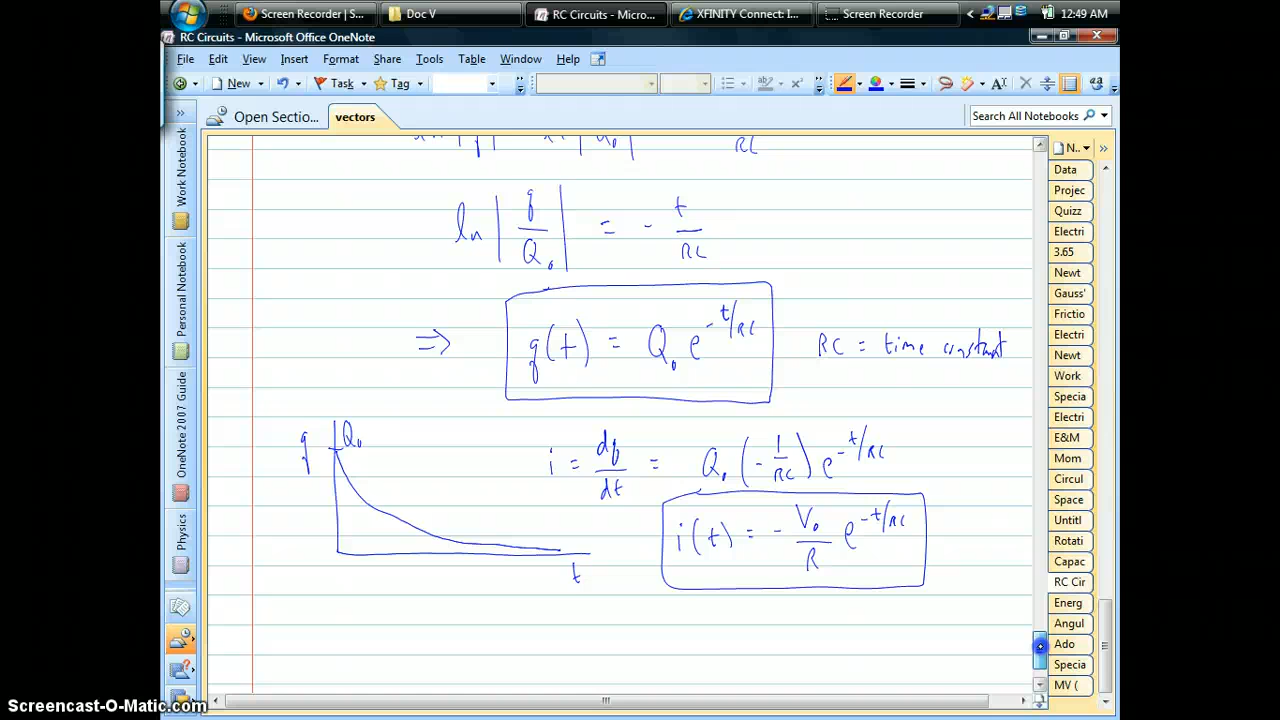 Screen Recorder | S...
Doc V
RC Circuits - Micro...
XFINITY Connect: I...
Screen Recorder
12:49 AM
RC Circuits - Microsoft Office OneNote
File Edit View Insert Format Share Tools Table Window Help
New Task Tag
Open Sectio...
vectors
Search All Notebooks
Work Notebook
Personal Notebook
OneNote 2007 Guide
Physics
RC
ln |q/Q₀| = - t/RC
⇒ q(t) = Q₀ e^(-t/RC) RC = time constant
q Q₀
t
i = dq/dt = Q₀ (-1/RC) e^(-t/RC)
i(t) = - V₀/R e^(-t/RC)
N..
Data
Projec
Quizz
Electri
3.65
Newt
Gauss'
Frictio
Electri
Newt
Work
Specia
Electri
E&M
Mom
Circul
Space
Untitl
Rotati
Capac
RC Cir
Energ
Angul
Ado
Specia
MV (
Screencast-O-Matic.com